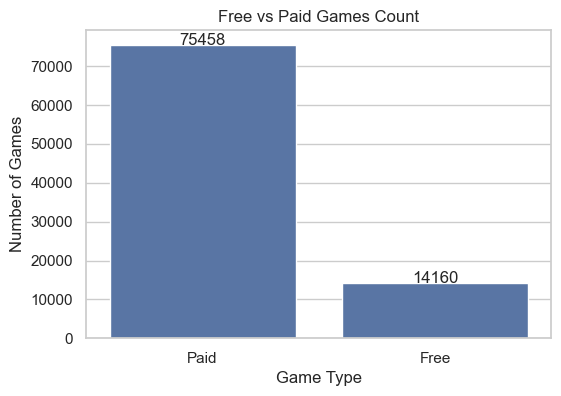 Free vs Paid Games Count
75458
14160
70000
60000
50000
40000
30000
20000
10000
0
Number of Games
Paid
Free
Game Type